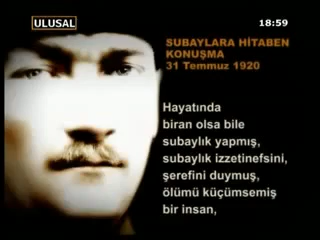 ULUSAL
18:59
SUBAYLARA HİTABEN
KONUŞMA
31 Temmuz 1920
Hayatında
biran olsa bile
subaylık yapmış,
subaylık izzetinefsini,
şerefini duymuş,
ölümü küçümsemiş
bir insan,